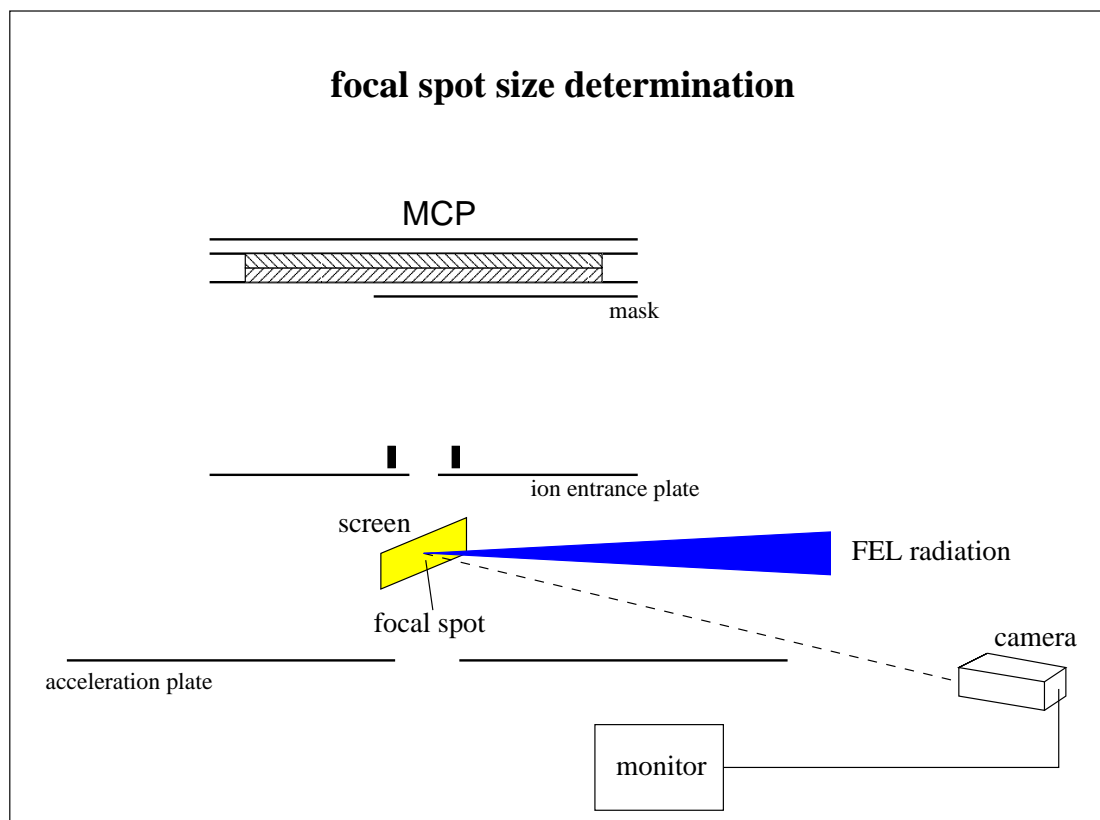 focal spot size determination
MCP
mask
ion entrance plate
screen
FEL radiation
focal spot
camera
acceleration plate
monitor